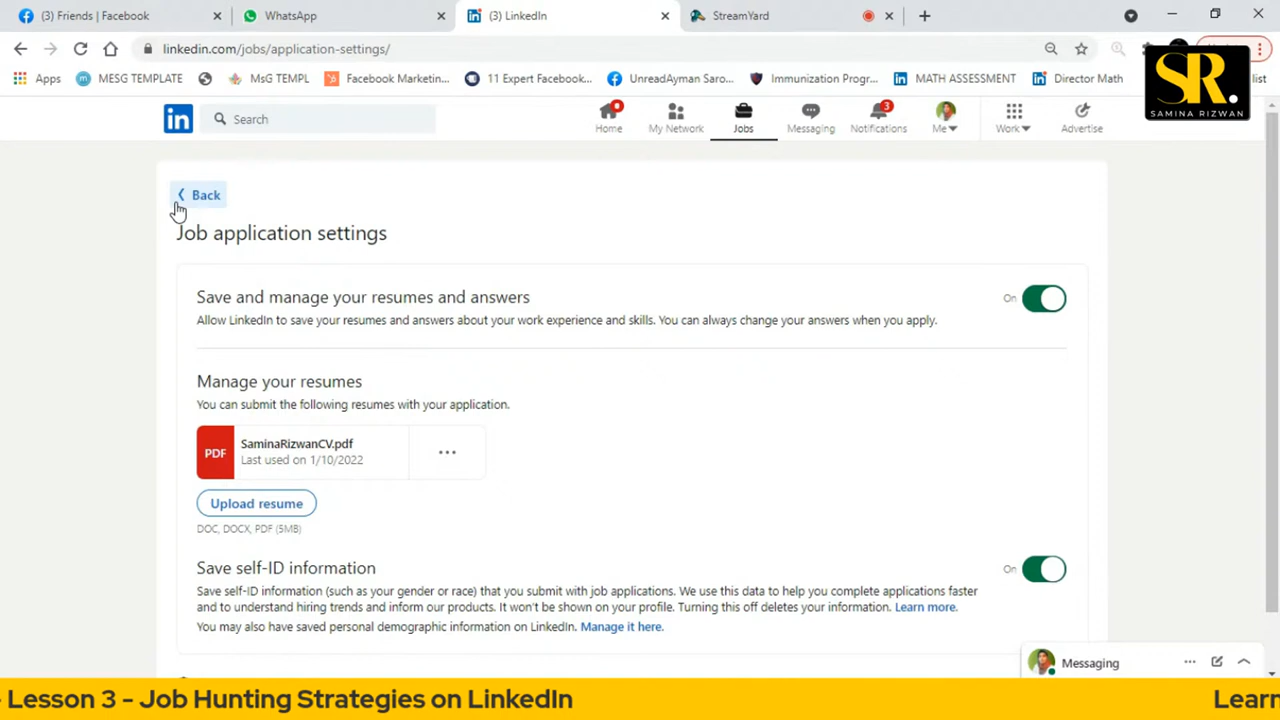 (3) Friends | Facebook
WhatsApp
(3) LinkedIn
StreamYard
linkedin.com/jobs/application-settings/
Apps
MESG TEMPLATE
MsG TEMPL
Facebook Marketin...
11 Expert Facebook...
UnreadAyman Saro...
Immunization Progr...
MATH ASSESSMENT
Director Math
list
SR.
SAMINA RIZWAN
in
Search
Home
My Network
Jobs
3
Notifications
Messaging
Me
Work
Advertise
Back
Job application settings
Save and manage your resumes and answers
On
Allow LinkedIn to save your resumes and answers about your work experience and skills. You can always change your answers when you apply.
Manage your resumes
You can submit the following resumes with your application.
PDF
SaminaRizwanCV.pdf
Last used on 1/10/2022
Upload resume
DOC, DOCX, PDF (5MB)
Save self-ID information
On
Save self-ID information (such as your gender or race) that you submit with job applications. We use this data to help you complete applications faster
and to understand hiring trends and inform our products. It won't be shown on your profile. Turning this off deletes your information. Learn more.
You may also have saved personal demographic information on LinkedIn. Manage it here.
Messaging
- Lesson 3 - Job Hunting Strategies on LinkedIn
Learn